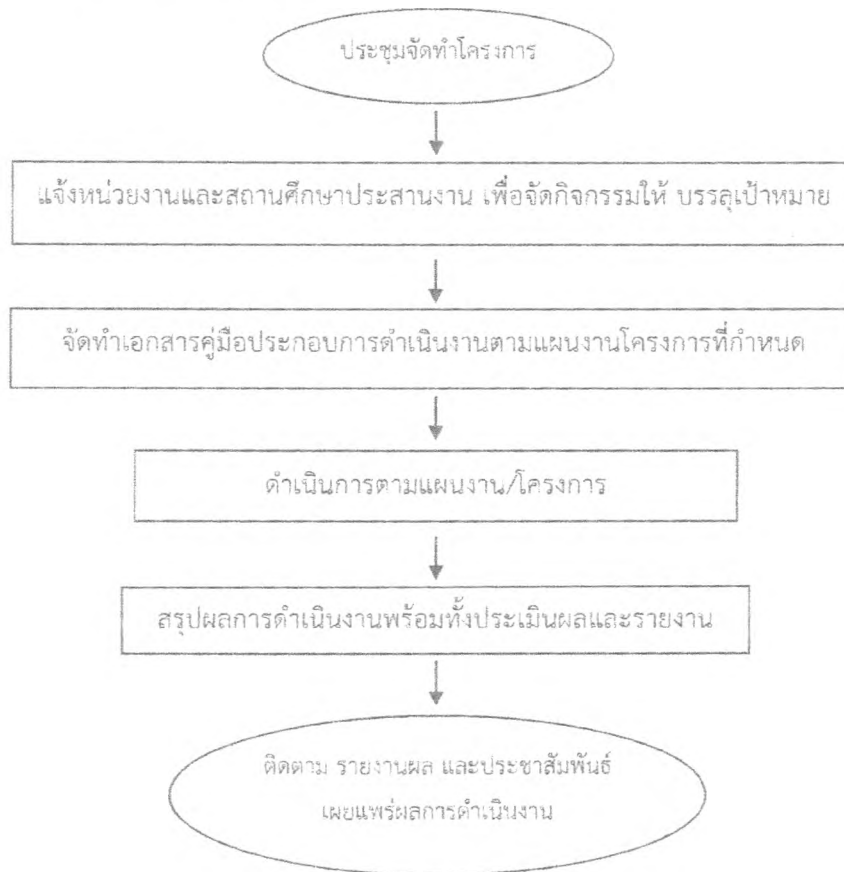 ประชุมจัดทำโครงการ
แจ้งหน่วยงานและสถานศึกษาประสานงาน เพื่อจัดกิจกรรมให้ บรรลุเป้าหมาย
จัดทำเอกสารคู่มือประกอบการดำเนินงานตามแผนงานโครงการที่กำหนด
ดำเนินการตามแผนงาน/โครงการ
สรุปผลการดำเนินงานพร้อมทั้งประเมินผลและรายงาน
ติดตาม รายงานผล และประชาสัมพันธ์
เผยแพร่ผลการดำเนินงาน